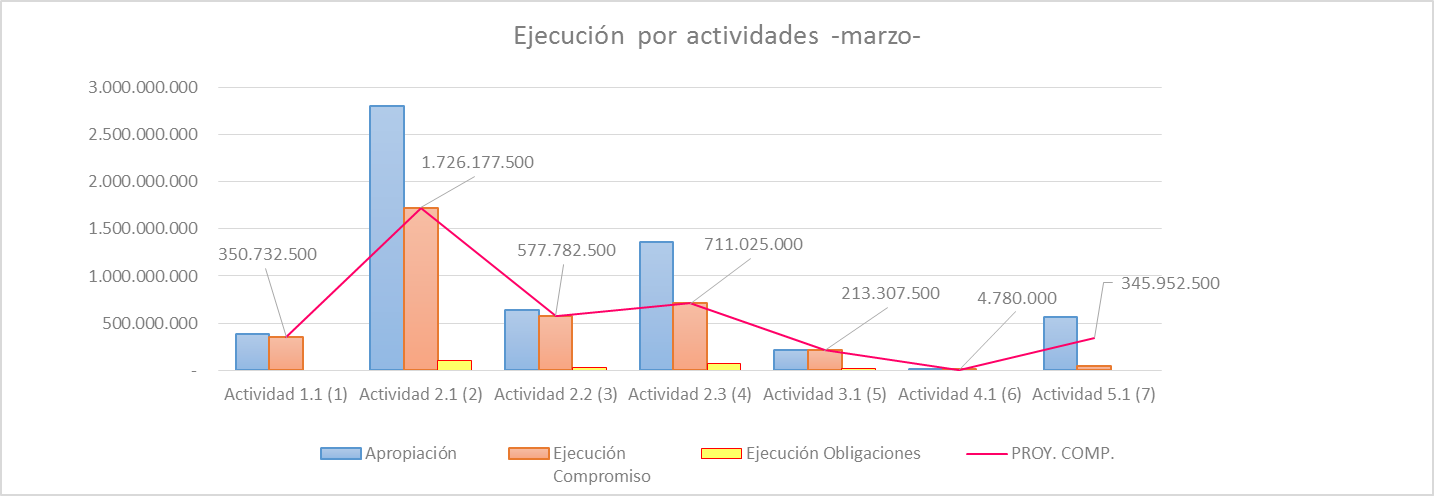 Ejecución por actividades -marzo-
3.000.000.000
2.500.000.000
2.000.000.000
1.500.000.000
1.000.000.000
500.000.000
-
350.732.500
1.726.177.500
577.782.500
711.025.000
213.307.500
4.780.000
345.952.500
Actividad 1.1 (1)
Actividad 2.1 (2)
Actividad 2.2 (3)
Actividad 2.3 (4)
Actividad 3.1 (5)
Actividad 4.1 (6)
Actividad 5.1 (7)
Apropiación
Ejecución
Compromiso
Ejecución Obligaciones
PROY. COMP.